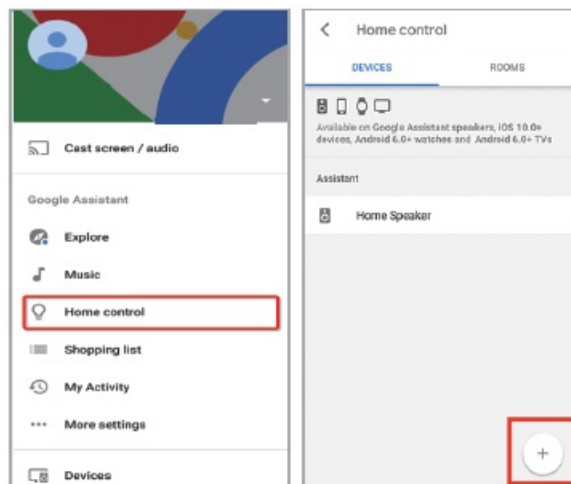 Cast screen / audio
Google Assistant
Explore
Music
Home control
Shopping list
My Activity
More settings
Devices
Home control
DEVICES
ROOMS
Available on Google Assistant speakers, iOS 10.0+
devices, Android 6.0+ watches and Android 6.0+ TVs
Assistant
Home Speaker
+